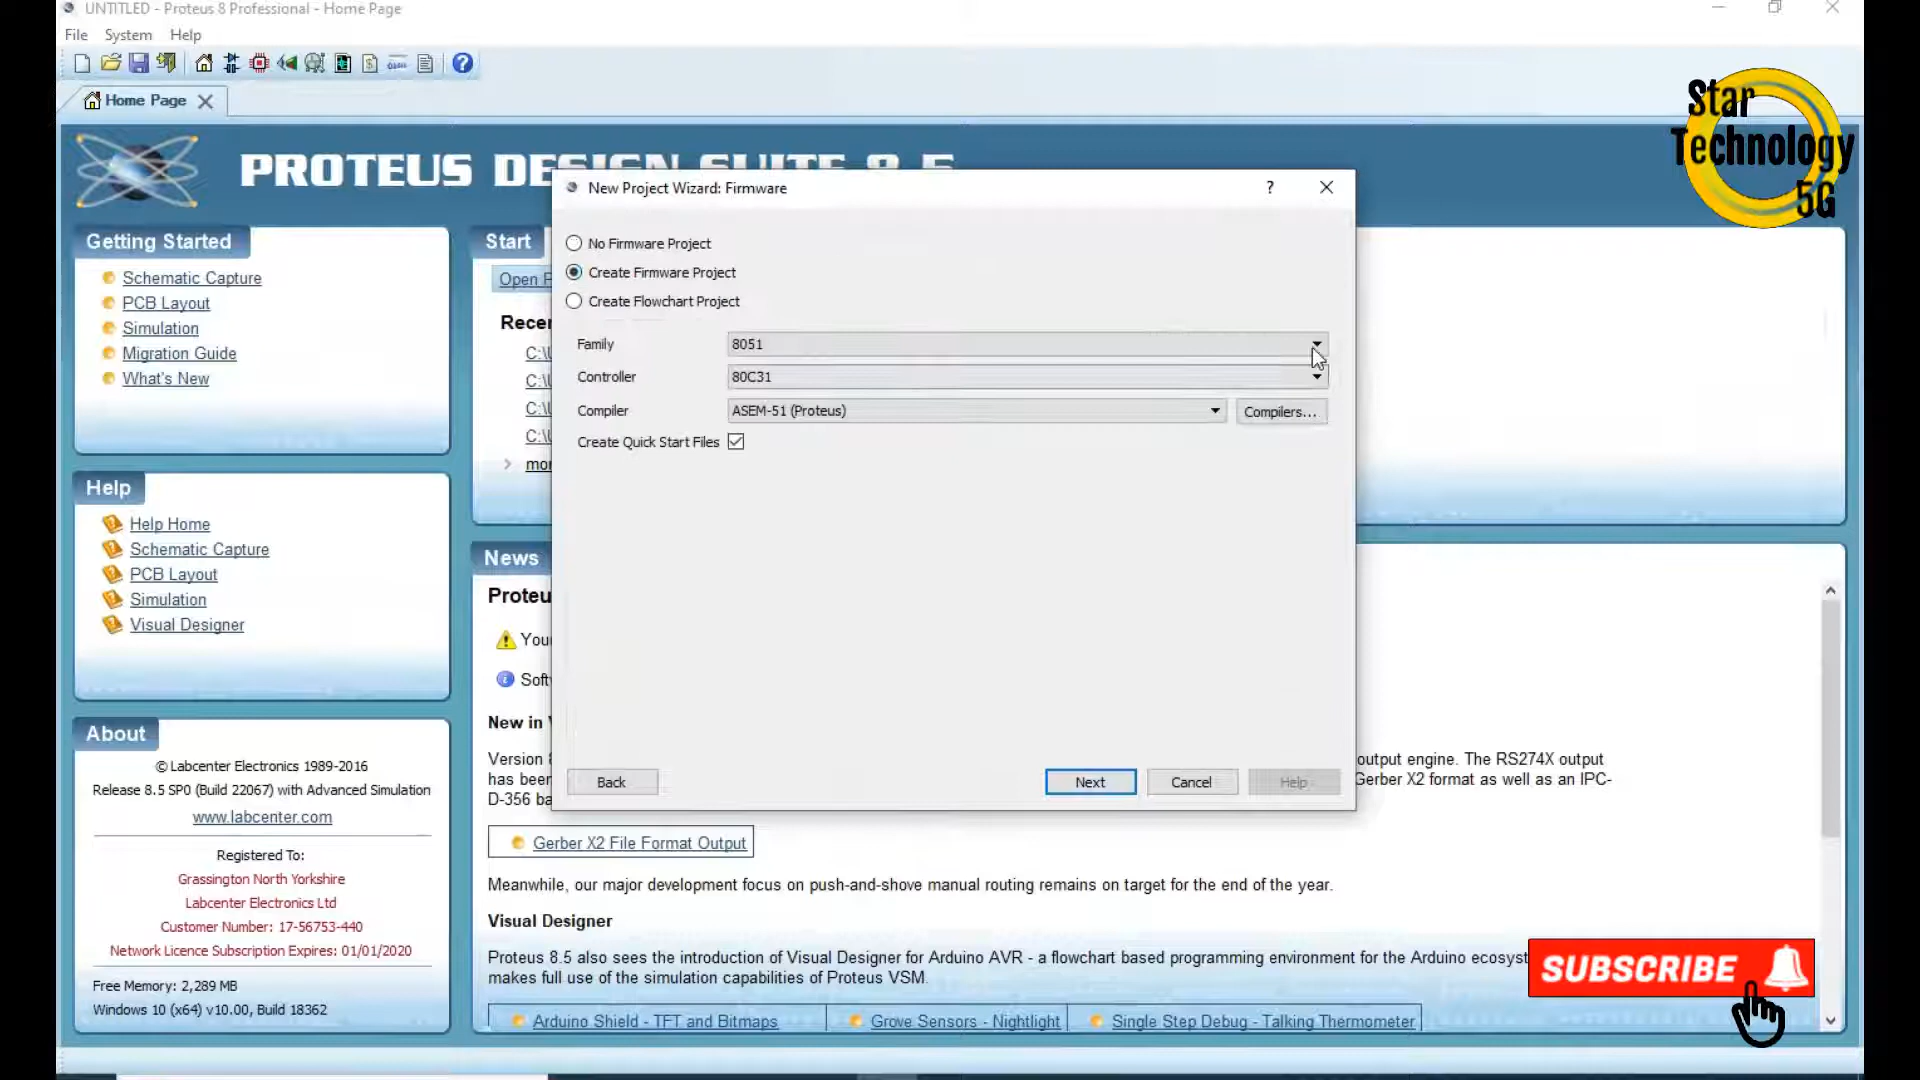 UNTITLED - Proteus 8 Professional - Home Page
File System Help
Home Page
Star
Technology
5G
PROTEUS DESIGN SUITE 8.5
New Project Wizard: Firmware
?
Getting Started
Schematic Capture
PCB Layout
Simulation
Migration Guide
What's New
Start
Open P
Recen
C:\U
C:\U
C:\U
C:\U
mor
No Firmware Project
Create Firmware Project
Create Flowchart Project
Family 8051
Controller 80C31
Compiler ASEM-51 (Proteus) Compilers...
Create Quick Start Files
Back Next Cancel Help
Help
Help Home
Schematic Capture
PCB Layout
Simulation
Visual Designer
News
Proteu
Your
Softw
New in V
Version 8 output engine. The RS274X output
has been Gerber X2 format as well as an IPC-
D-356 ba
Gerber X2 File Format Output
Meanwhile, our major development focus on push-and-shove manual routing remains on target for the end of the year.
Visual Designer
Proteus 8.5 also sees the introduction of Visual Designer for Arduino AVR - a flowchart based programming environment for the Arduino ecosyst
makes full use of the simulation capabilities of Proteus VSM.
Arduino Shield - TFT and Bitmaps
Grove Sensors - Nightlight
Single Step Debug - Talking Thermometer
About
© Labcenter Electronics 1989-2016
Release 8.5 SP0 (Build 22067) with Advanced Simulation
www.labcenter.com
Registered To:
Grassington North Yorkshire
Labcenter Electronics Ltd
Customer Number: 17-56753-440
Network Licence Subscription Expires: 01/01/2020
Free Memory: 2,289 MB
Windows 10 (x64) v10.00, Build 18362
SUBSCRIBE